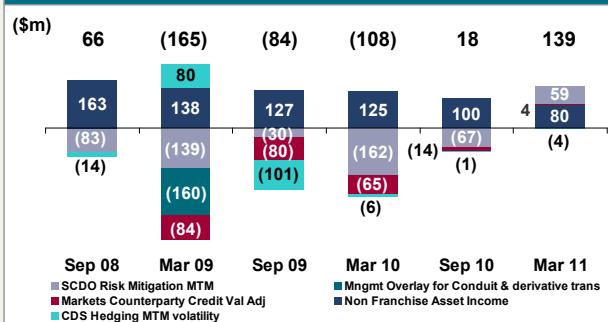 ($m)
66 (165) (84) (108) 18 139
80
163 138 127 125 100 59
4 80
(83) (139) (30) (162) (67) (4)
(14) (160) (80) (65) (14) (1)
(84) (101) (6)
Sep 08 Mar 09 Sep 09 Mar 10 Sep 10 Mar 11
SCDO Risk Mitigation MTM Mngmt Overlay for Conduit & derivative trans
Markets Counterparty Credit Val Adj Non Franchise Asset Income
CDS Hedging MTM volatility